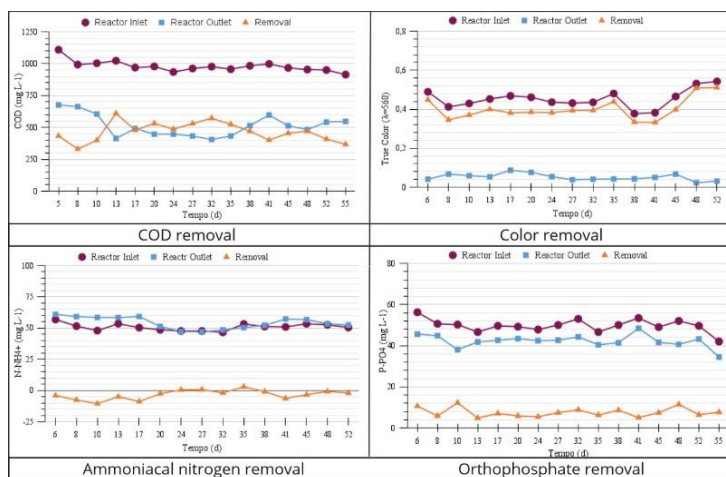 Reactor Inlet Reactor Outlet Removal
COD (mg L-1)
1250
1000
750
500
250
0
5 8 10 13 17 20 24 27 32 35 38 41 45 48 52 55
Tempo (d)
COD removal
Reactor Inlet Reactor Outlet Removal
True Color (λ=560)
0,8
0,6
0,4
0,2
0
6 8 10 13 17 20 24 27 32 35 38 41 45 48 52
Tempo (d)
Color removal
Reactor Inlet Reactr Outlet Removal
N-NH4+ (mg L-1)
100
75
50
25
0
-25
6 8 10 13 17 20 24 27 32 35 38 41 45 48 52
Tempo (d)
Ammoniacal nitrogen removal
Reactor Inlet Reactor Outlet Removal
P-PO4 (mg L-1)
80
60
40
20
0
6 8 10 13 17 20 24 27 32 35 38 41 45 48 52 55
Tempo (d)
Orthophosphate removal